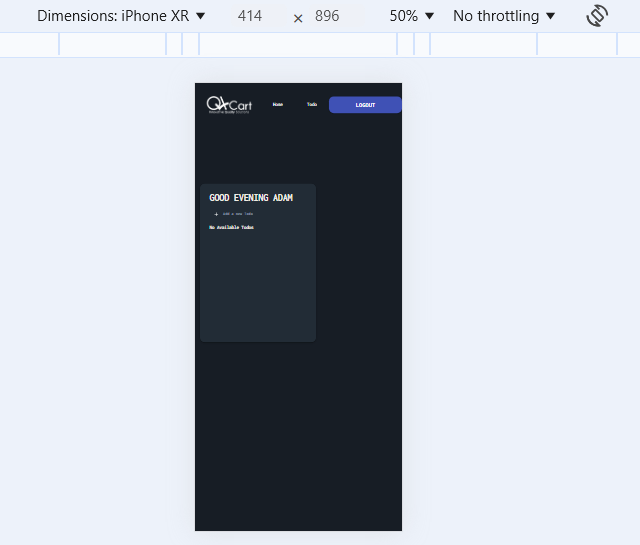 Dimensions: iPhone XR 414 × 896 50% No throttling
QACart Home Todo LOGOUT
GOOD EVENING ADAM
+ Add a new Todo
No Available Todos